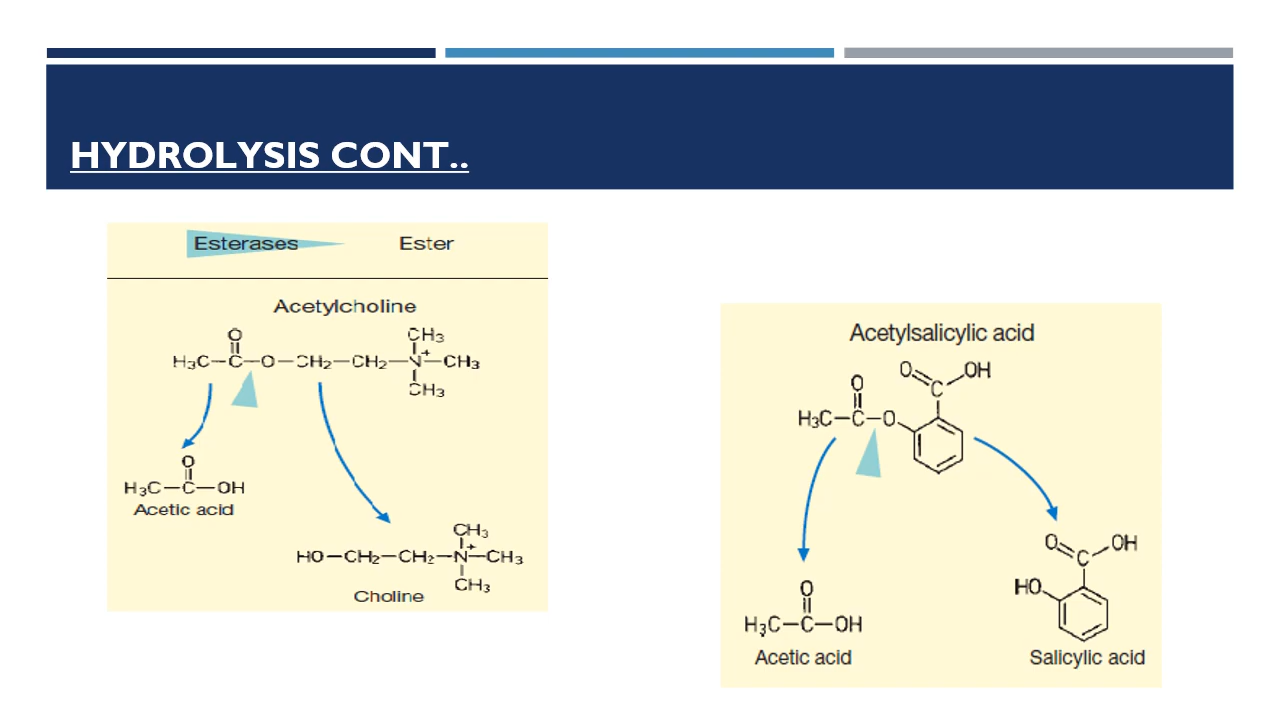 HYDROLYSIS CONT..
Esterases Ester
Acetylcholine
O CH₃
H₃C—C—O—CH₂—CH₂—N⁺—CH₃
CH₃
O
H₃C—C—OH
Acetic acid
CH₃
HO—CH₂—CH₂—N⁺—CH₃
CH₃
Choline
Acetylsalicylic acid
O OH
O C
H₃C—C—O
O
H₃C—C—OH
Acetic acid
O OH
C
HO
Salicylic acid